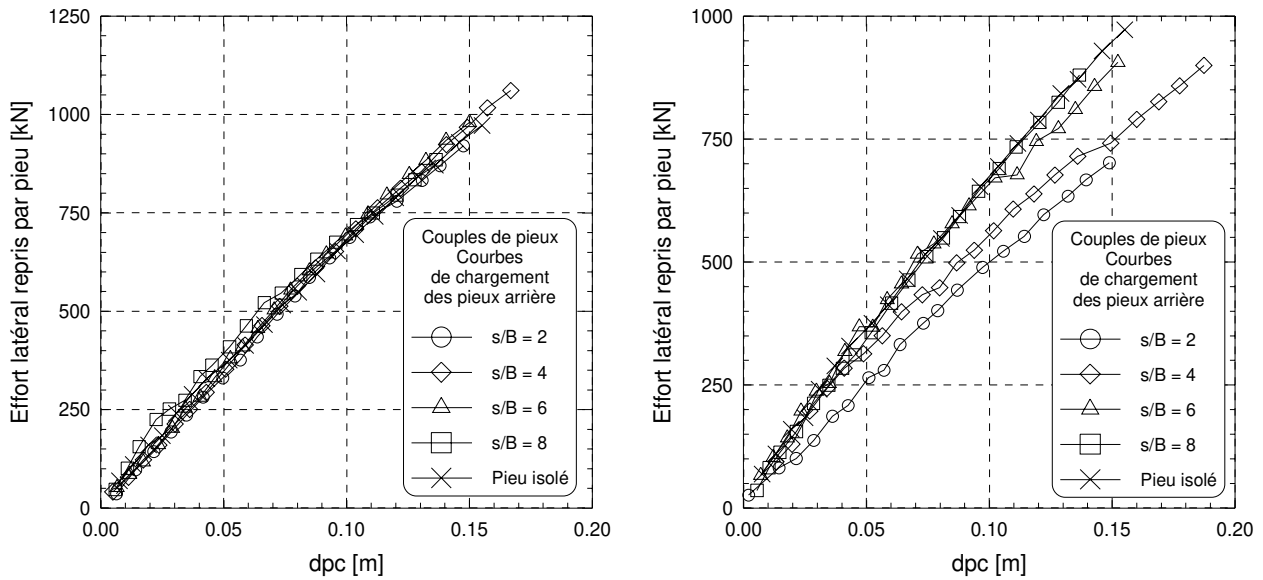 Effort latéral repris par pieu [kN]
1250
1000
750
500
250
0
0.00
0.05
0.10
0.15
0.20
dpc [m]
Couples de pieux
Courbes
de chargement
des pieux arrière
s/B = 2
s/B = 4
s/B = 6
s/B = 8
Pieu isolé
Effort latéral repris par pieu [kN]
1000
750
500
250
0
0.00
0.05
0.10
0.15
0.20
dpc [m]
Couples de pieux
Courbes
de chargement
des pieux arrière
s/B = 2
s/B = 4
s/B = 6
s/B = 8
Pieu isolé